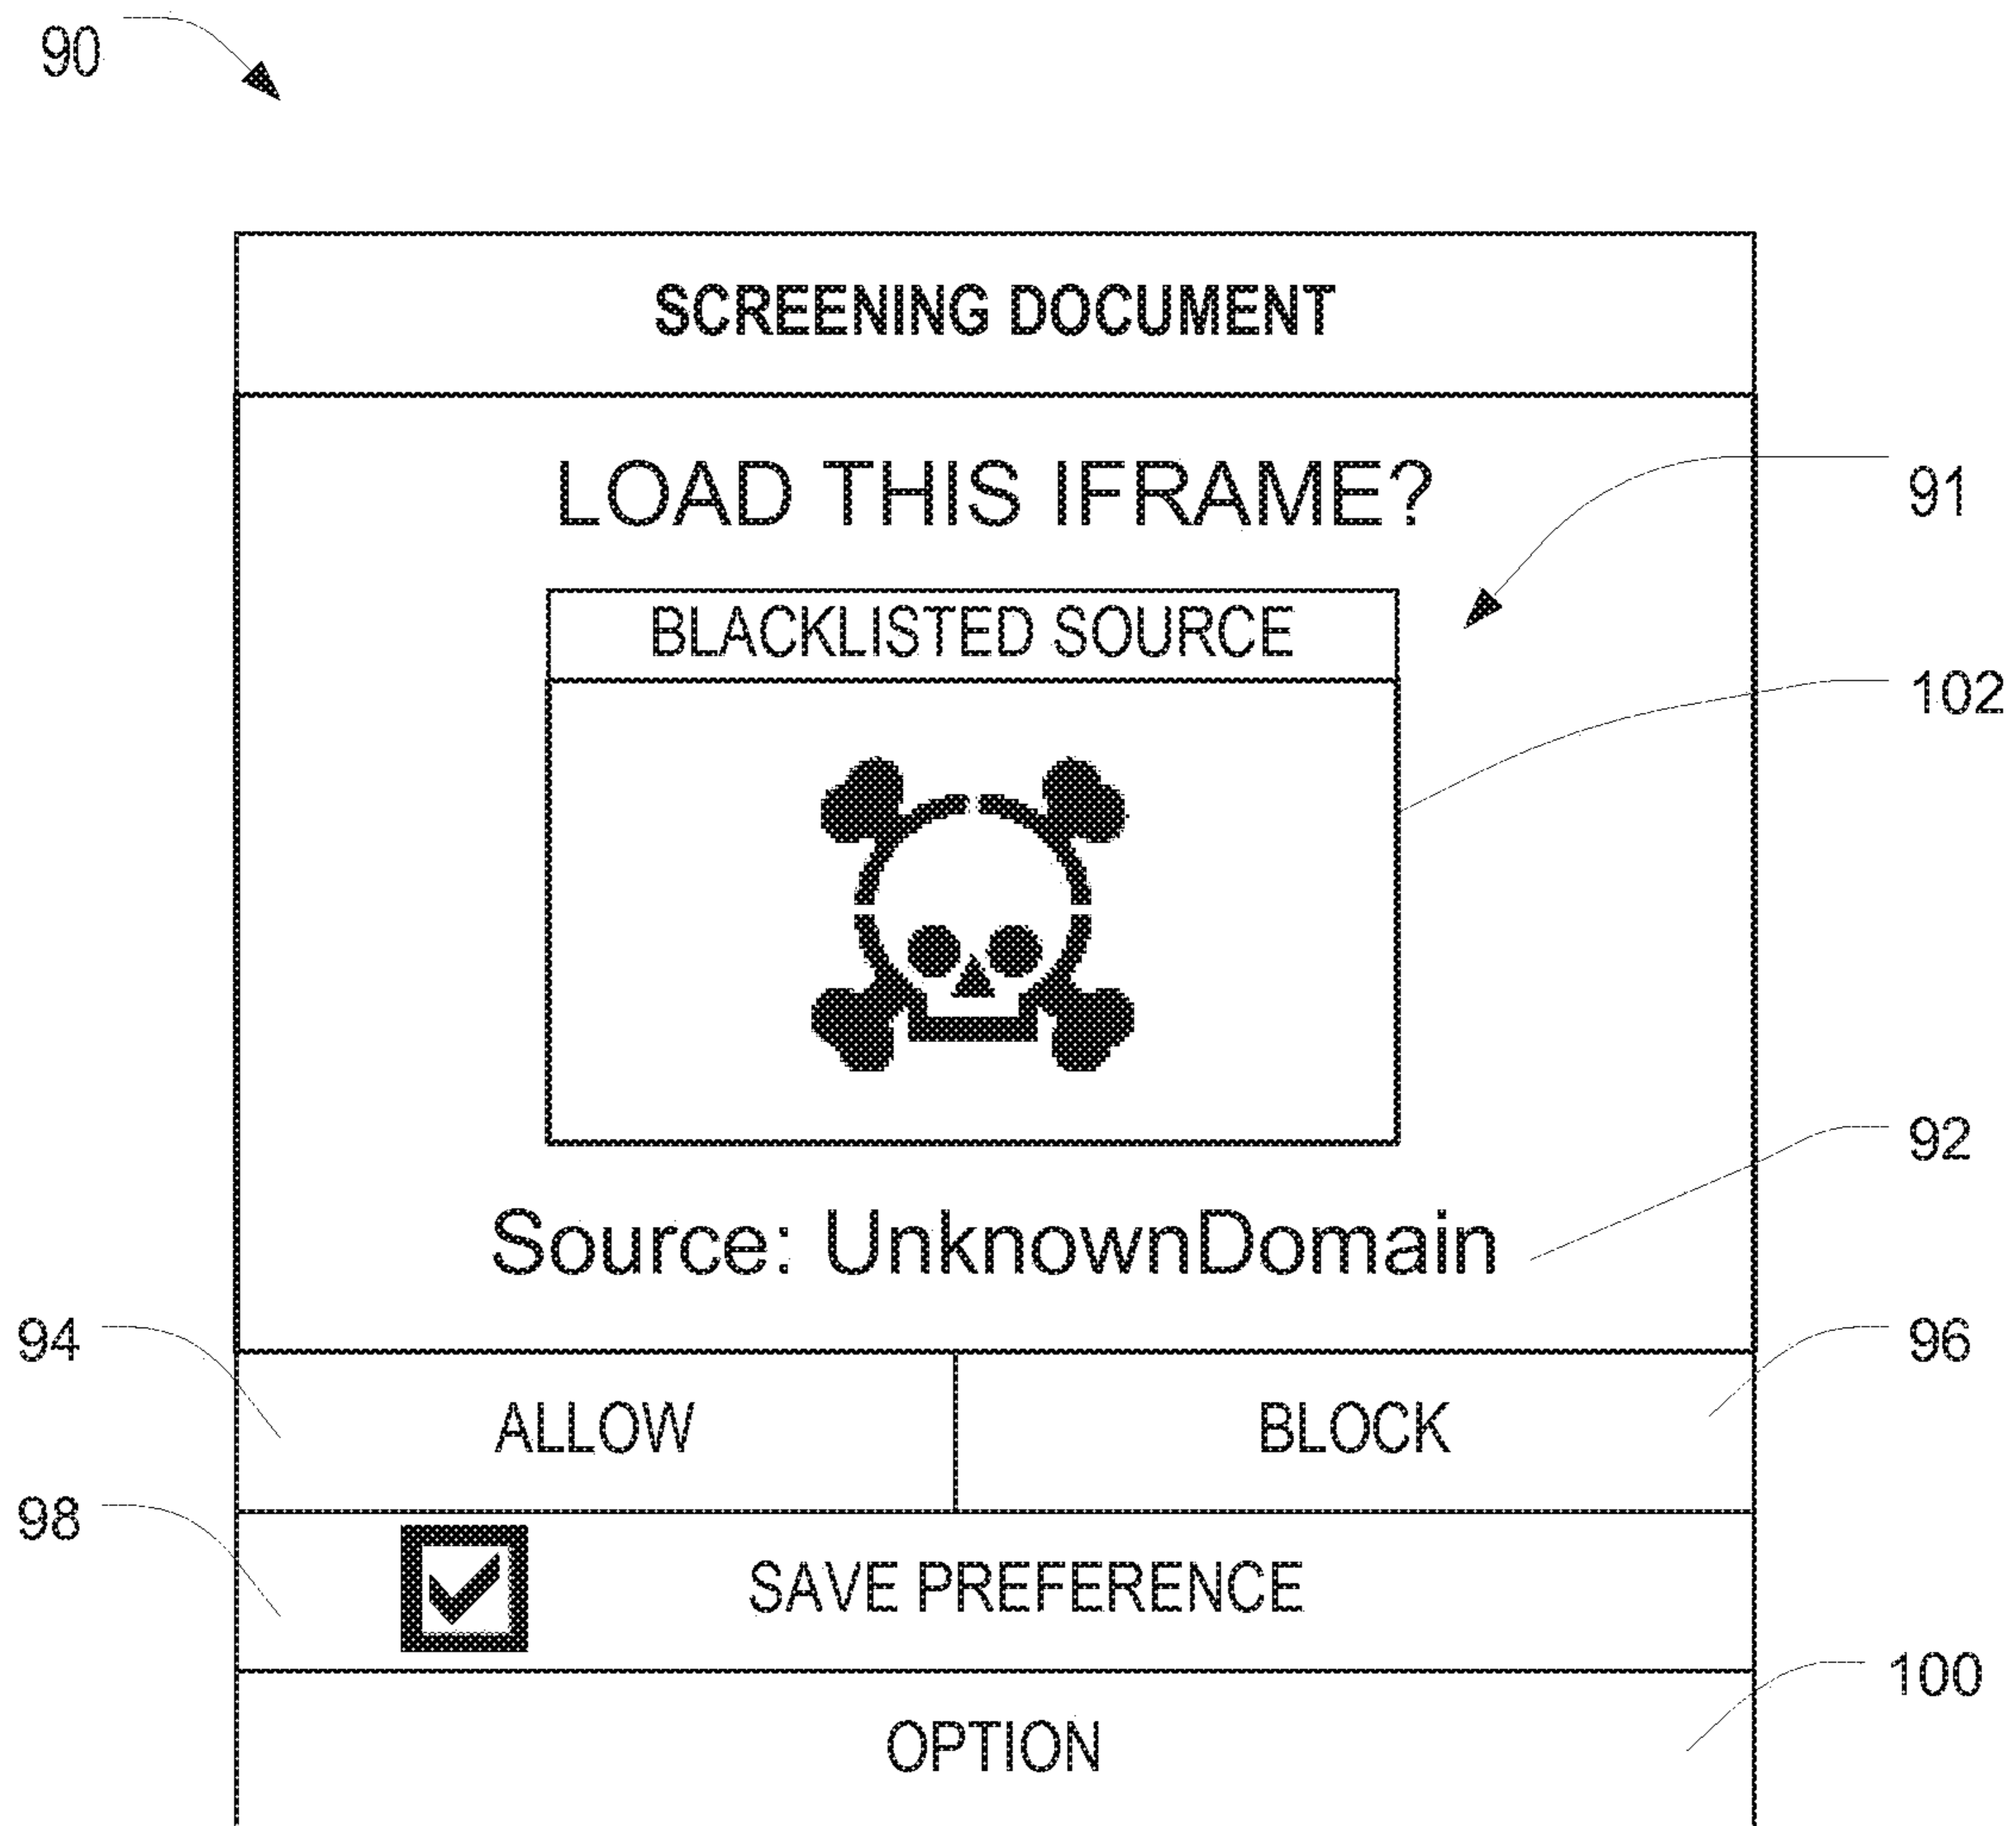 90
SCREENING DOCUMENT
LOAD THIS IFRAME?
91
BLACKLISTED SOURCE
102
92
Source: UnknownDomain
94
96
ALLOW
BLOCK
98
SAVE PREFERENCE
100
OPTION